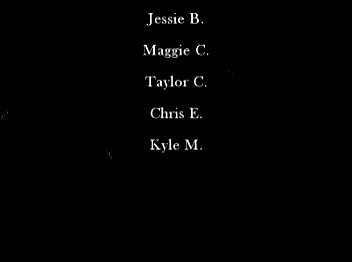 Jessie B.
Maggie C.
Taylor C.
Chris E.
Kyle M.